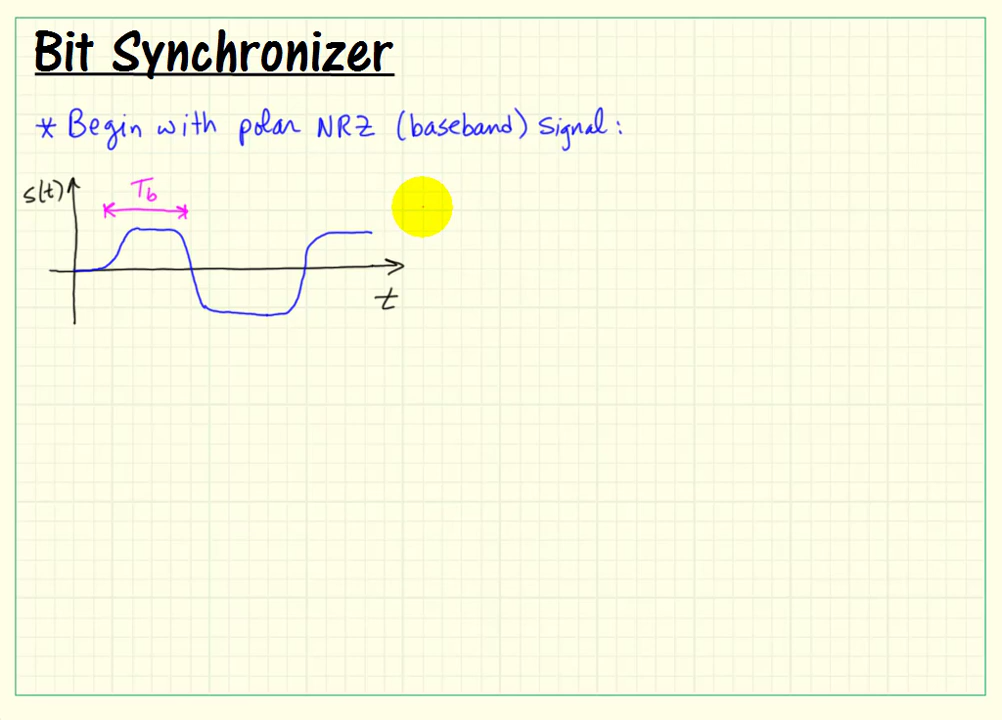 Bit Synchronizer
* Begin with polar NRZ (baseband) signal:
s(t)
Tb
t